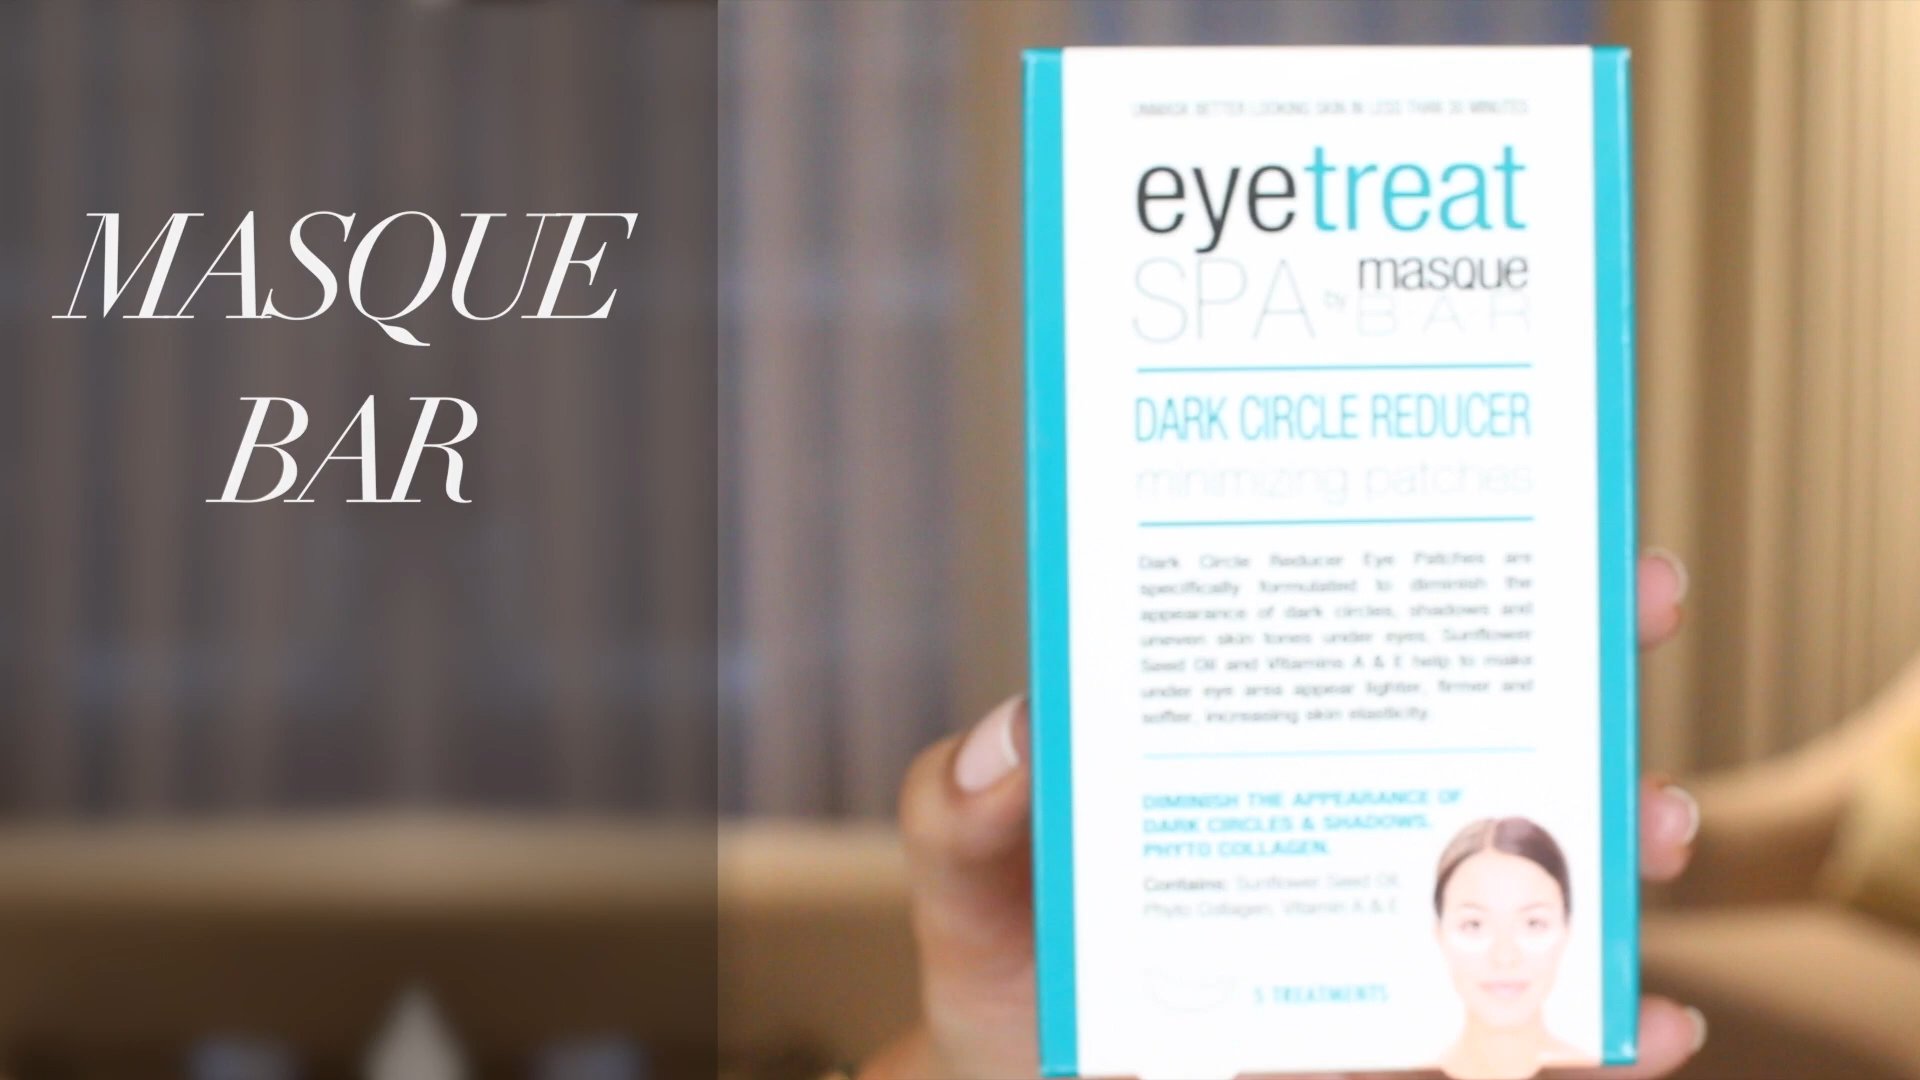 MASQUE
BAR
UNMASK BETTER LOOKING SKIN IN LESS THAN 30 MINUTES
eyetreat
SPA by masque
BAR
DARK CIRCLE REDUCER
minimizing patches
Dark Circle Reducer Eye Patches are
specifically formulated to diminish the
appearance of dark circles, shadows and
uneven skin tones under eyes. Sunflower
Seed Oil and Vitamins A & E help to make
under eye area appear lighter, firmer and
softer, increasing skin elasticity.
DIMINISH THE APPEARANCE OF
DARK CIRCLES & SHADOWS.
PHYTO COLLAGEN.
Contains: Sunflower Seed Oil,
Phyto Collagen, Vitamin A & E
5 TREATMENTS